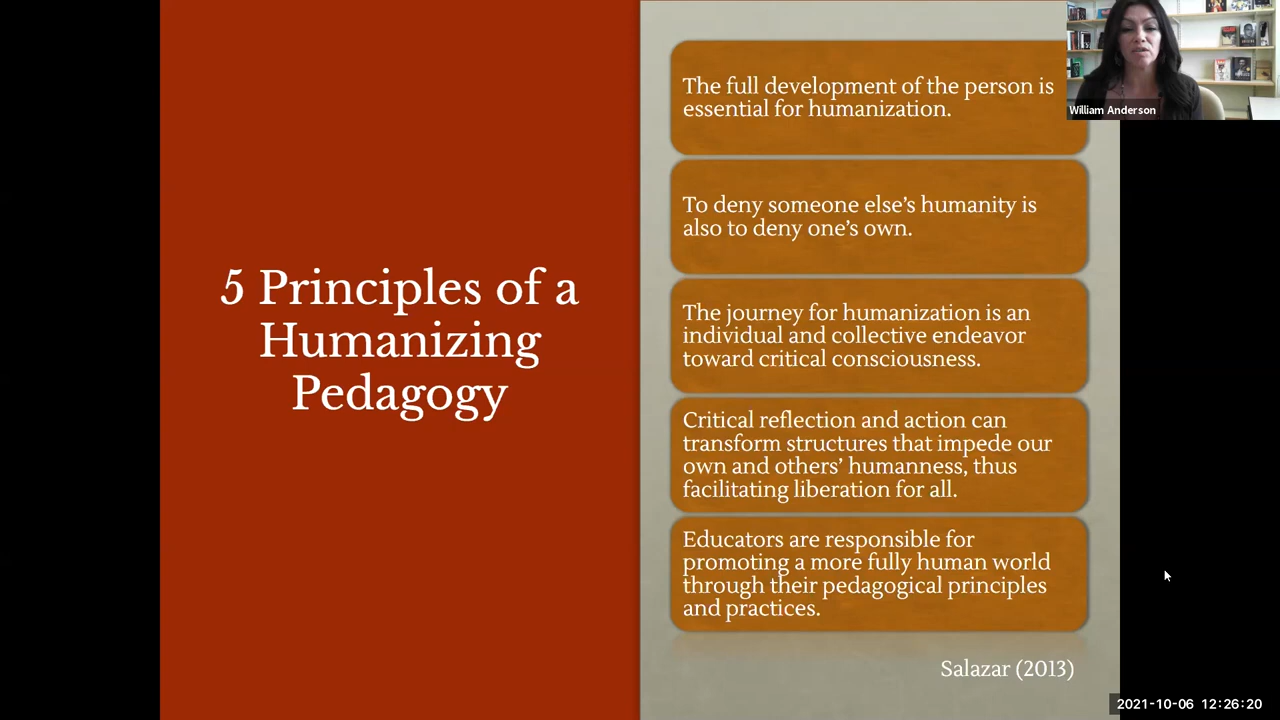 5 Principles of a
Humanizing
Pedagogy
The full development of the person is
essential for humanization.
To deny someone else’s humanity is
also to deny one’s own.
The journey for humanization is an
individual and collective endeavor
toward critical consciousness.
Critical reflection and action can
transform structures that impede our
own and others’ humanness, thus
facilitating liberation for all.
Educators are responsible for
promoting a more fully human world
through their pedagogical principles
and practices.
Salazar (2013)
William Anderson
2021-10-06 12:26:20